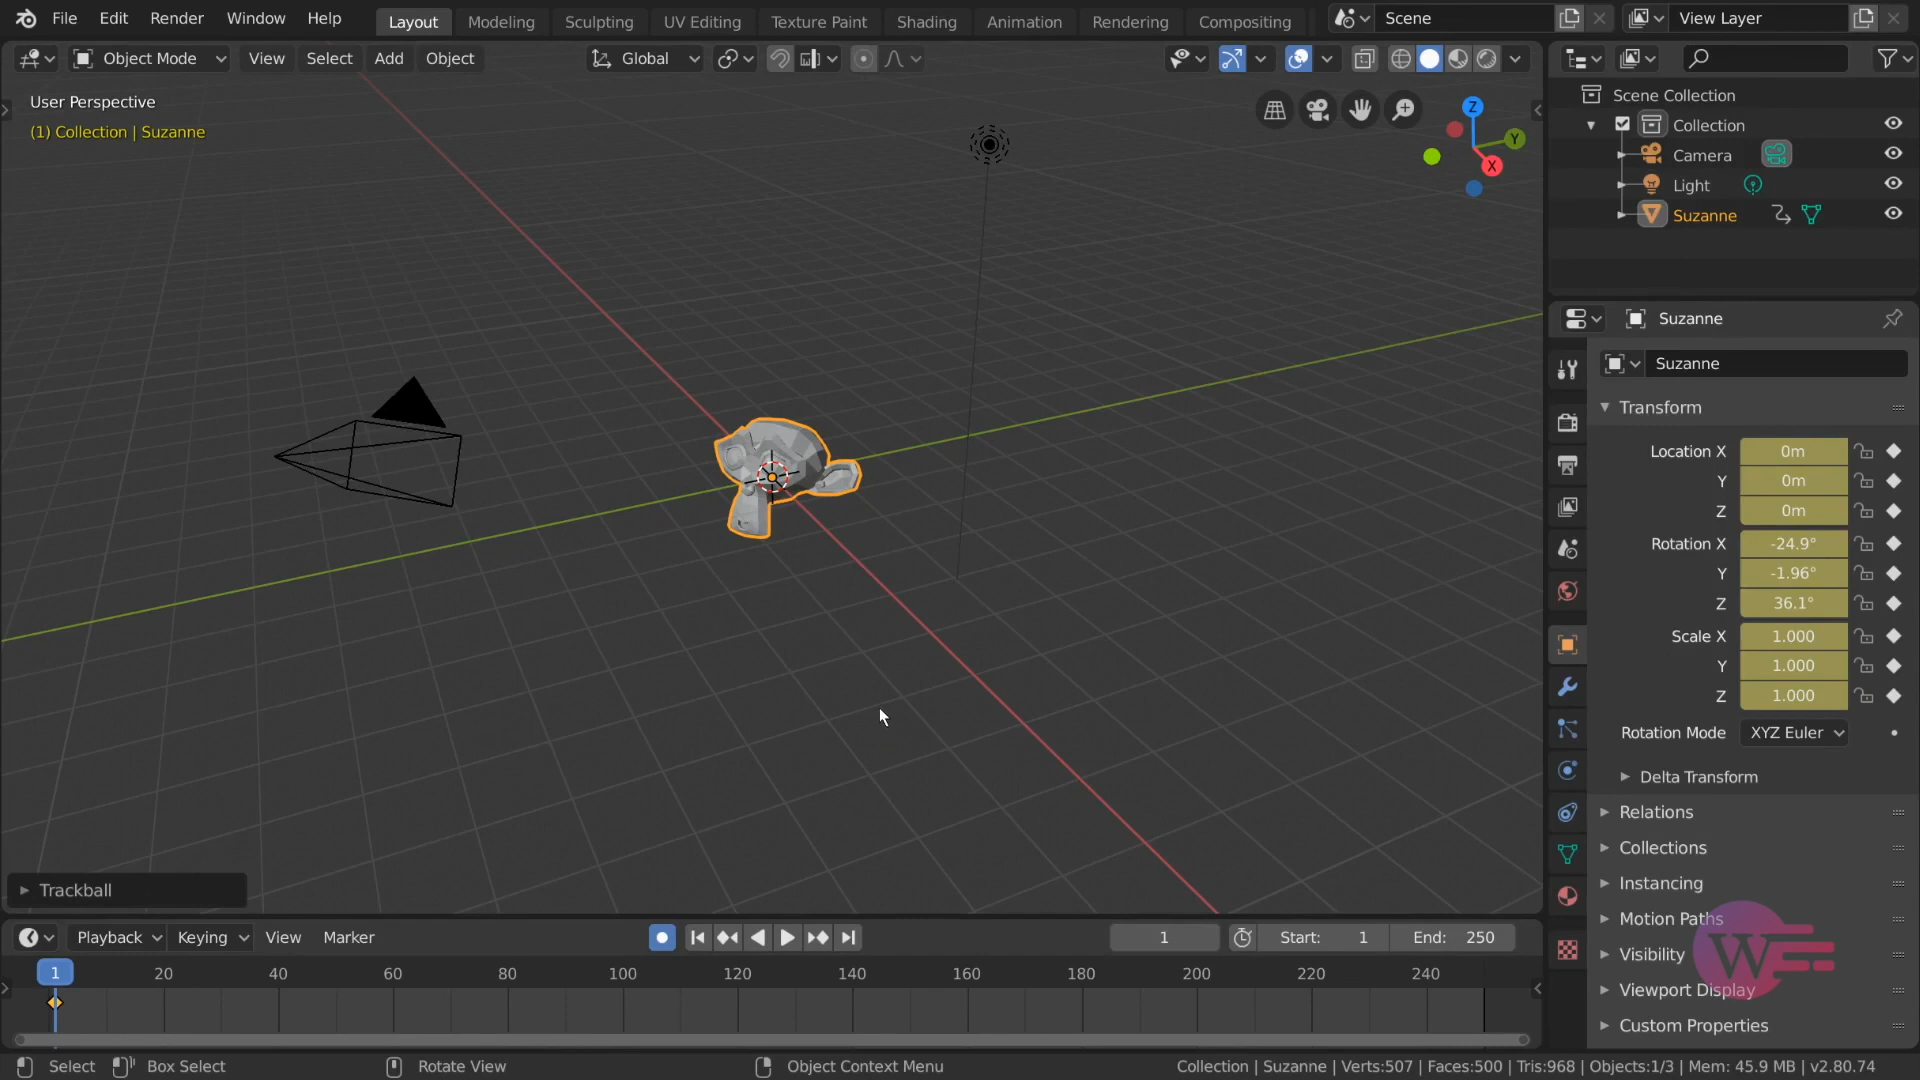 File Edit Render Window Help Layout Modeling Sculpting UV Editing Texture Paint Shading Animation Rendering Compositing Scene View Layer
Object Mode View Select Add Object Global
User Perspective
(1) Collection | Suzanne
Z
Y
X
Scene Collection
Collection
Camera
Light
Suzanne
Suzanne
Suzanne
Transform
Location X 0m
Y 0m
Z 0m
Rotation X -24.9°
Y -1.96°
Z 36.1°
Scale X 1.000
Y 1.000
Z 1.000
Rotation Mode XYZ Euler
Delta Transform
Relations
Collections
Instancing
Motion Paths
Visibility
Viewport Display
Custom Properties
W
Trackball
Playback Keying View Marker 1 Start: 1 End: 250
1 20 40 60 80 100 120 140 160 180 200 220 240
Select Box Select Rotate View Object Context Menu Collection | Suzanne | Verts:507 | Faces:500 | Tris:968 | Objects:1/3 | Mem: 45.9 MB | v2.80.74